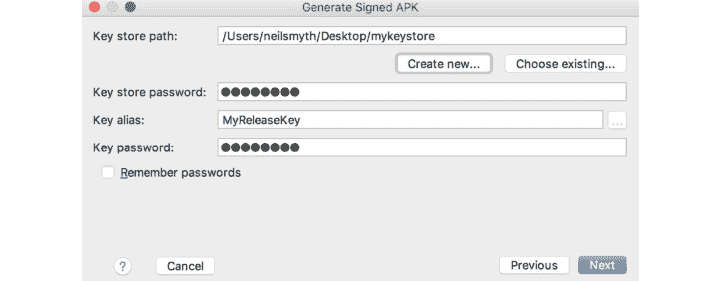 Generate Signed APK
Key store path: /Users/neilsmyth/Desktop/mykeystore
Create new... Choose existing...
Key store password: ●●●●●●●●
Key alias: MyReleaseKey ...
Key password: ●●●●●●●●
Remember passwords
? Cancel Previous Next